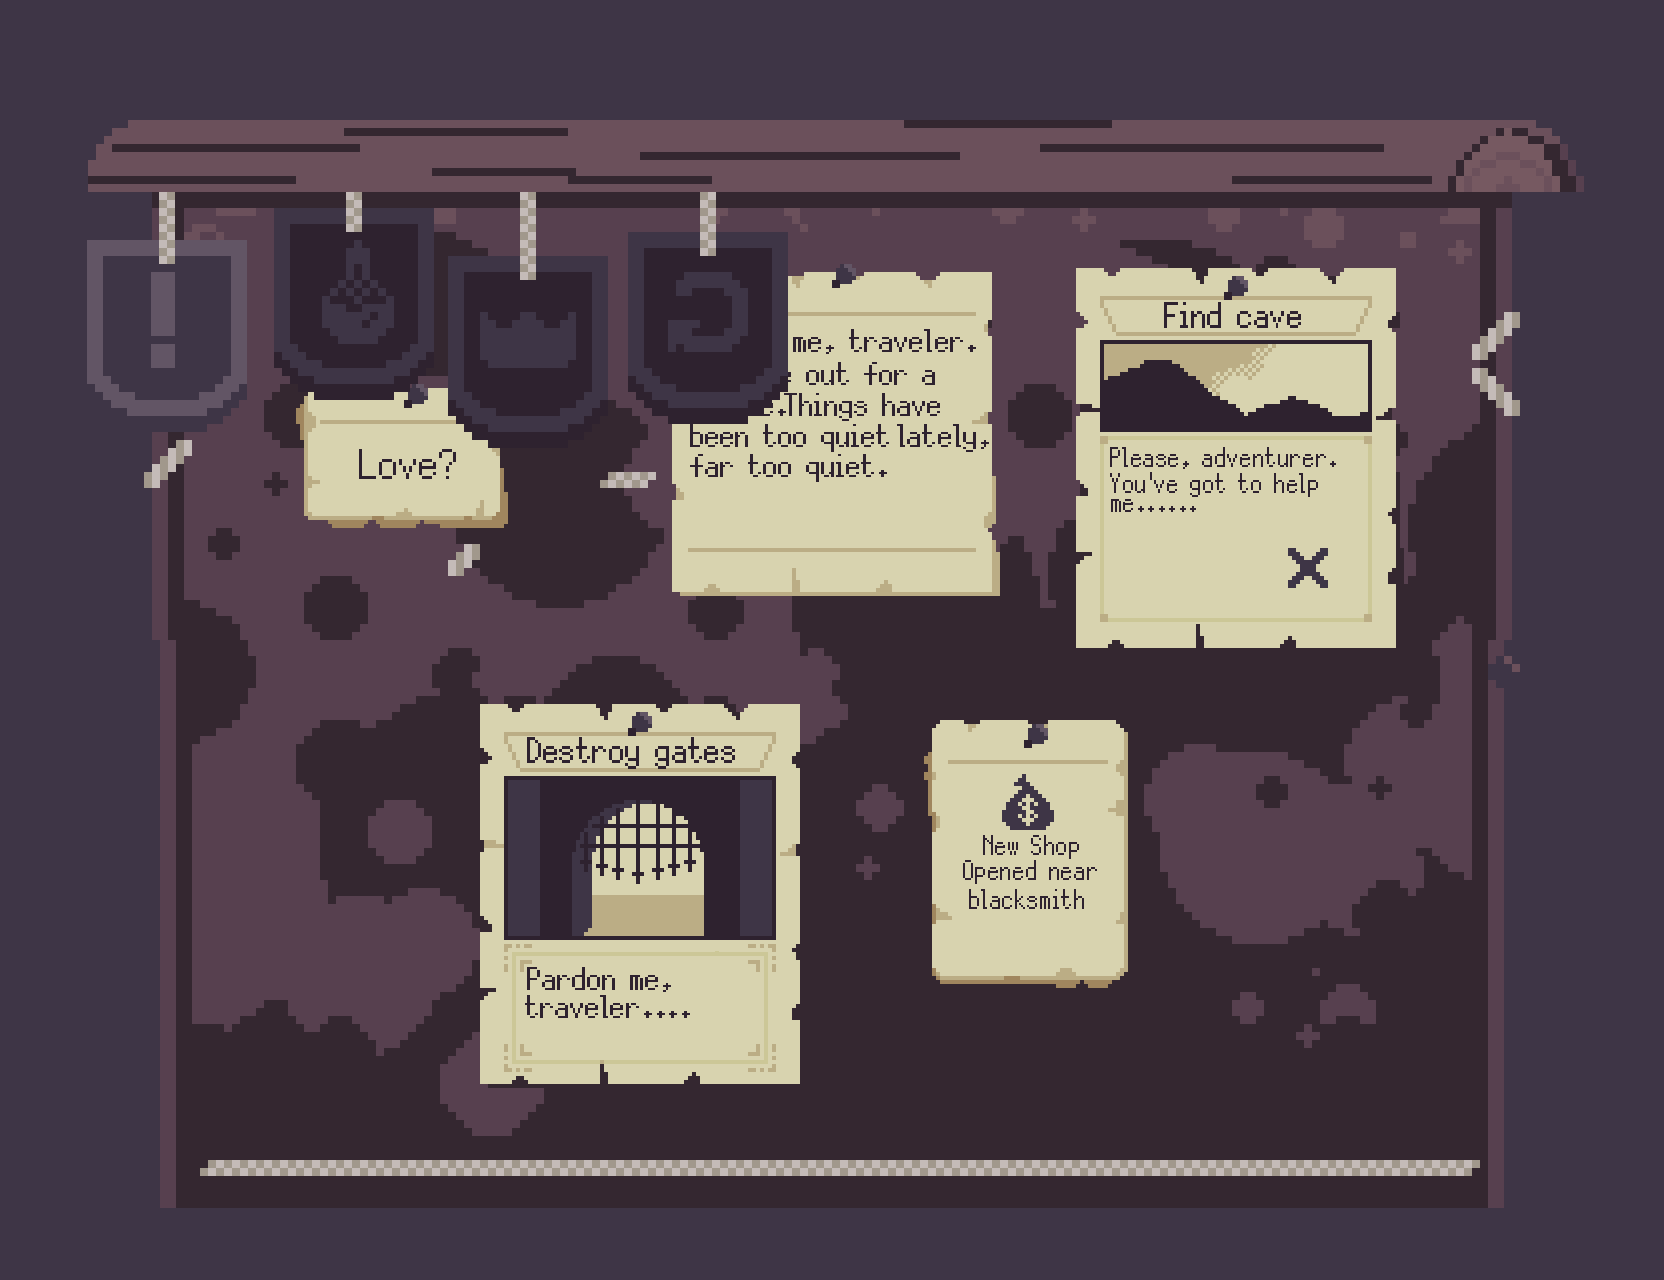 me, traveler.
out for a
.Things have
been too quiet lately,
far too quiet.
Find cave
Please, adventurer.
You've got to help
me......
Love?
Destroy gates
Pardon me,
traveler....
$
New Shop
Opened near
blacksmith
!